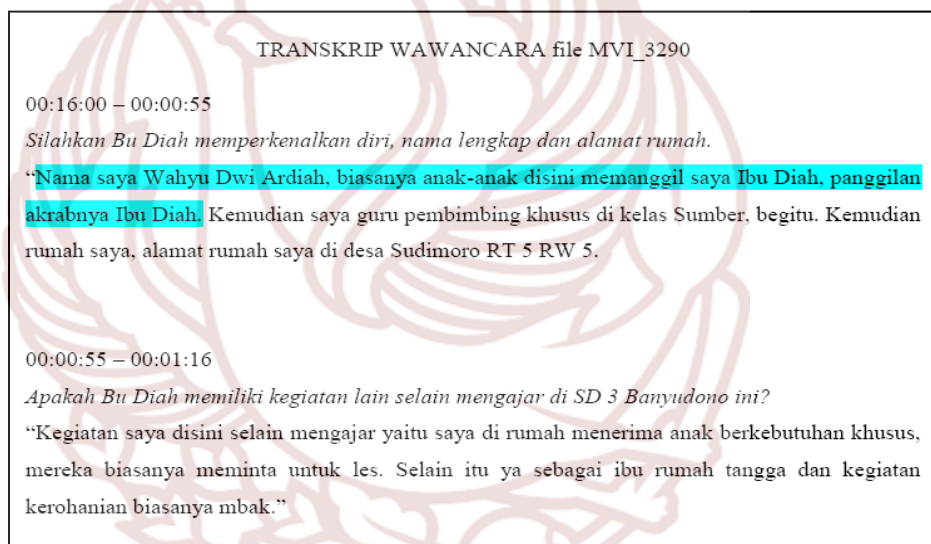 TRANSKRIP WAWANCARA file MVI_3290
00:16:00 – 00:00:55
Silahkan Bu Diah memperkenalkan diri, nama lengkap dan alamat rumah.
“Nama saya Wahyu Dwi Ardiah, biasanya anak-anak disini memanggil saya Ibu Diah, panggilan
akrabnya Ibu Diah. Kemudian saya guru pembimbing khusus di kelas Sumber, begitu. Kemudian
rumah saya, alamat rumah saya di desa Sudimoro RT 5 RW 5.
00:00:55 – 00:01:16
Apakah Bu Diah memiliki kegiatan lain selain mengajar di SD 3 Banyudono ini?
“Kegiatan saya disini selain mengajar yaitu saya di rumah menerima anak berkebutuhan khusus,
mereka biasanya meminta untuk les. Selain itu ya sebagai ibu rumah tangga dan kegiatan
kerohanian biasanya mbak.”